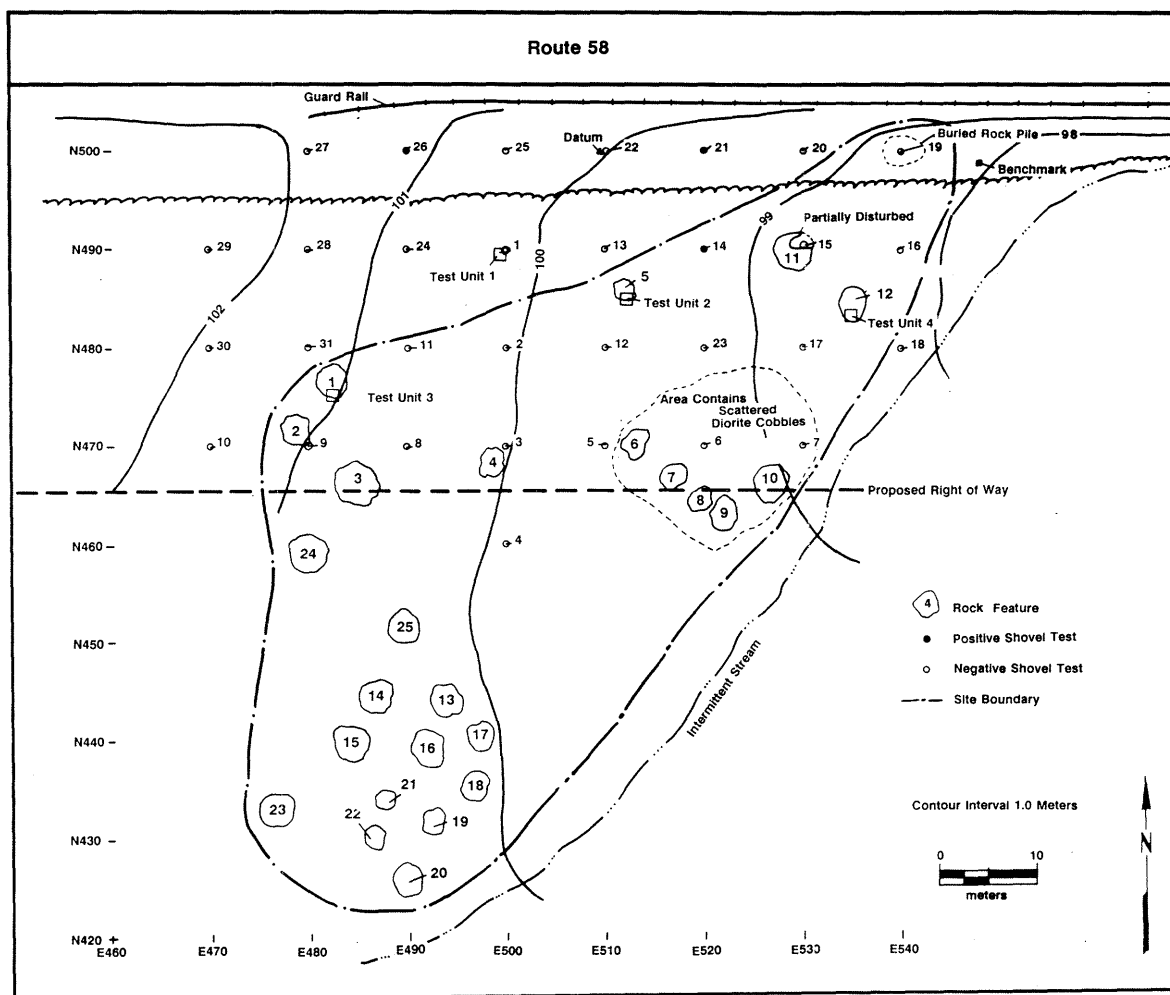 Route 58
Guard Rail
Datum
Buried Rock Pile
98
N500
27
26
25
22
21
20
19
Benchmark
101
99
Partially Disturbed
N490
29
28
24
1
13
14
15
16
11
Test Unit 1
100
5
12
Test Unit 2
Test Unit 4
102
N480
30
31
11
2
12
23
17
18
1
Test Unit 3
Area Contains
Scattered
Diorite Cobbles
2
N470
10
9
8
3
5
6
6
7
4
3
7
10
Proposed Right of Way
8
9
N460
24
4
4
Rock Feature
N450
25
Positive Shovel Test
Negative Shovel Test
Intermittent Stream
14
13
Site Boundary
N440
15
16
17
18
21
23
22
19
Contour Interval 1.0 Meters
N430
20
0
10
meters
N
N420
E460
E470
E480
E490
E500
E510
E520
E533
E540